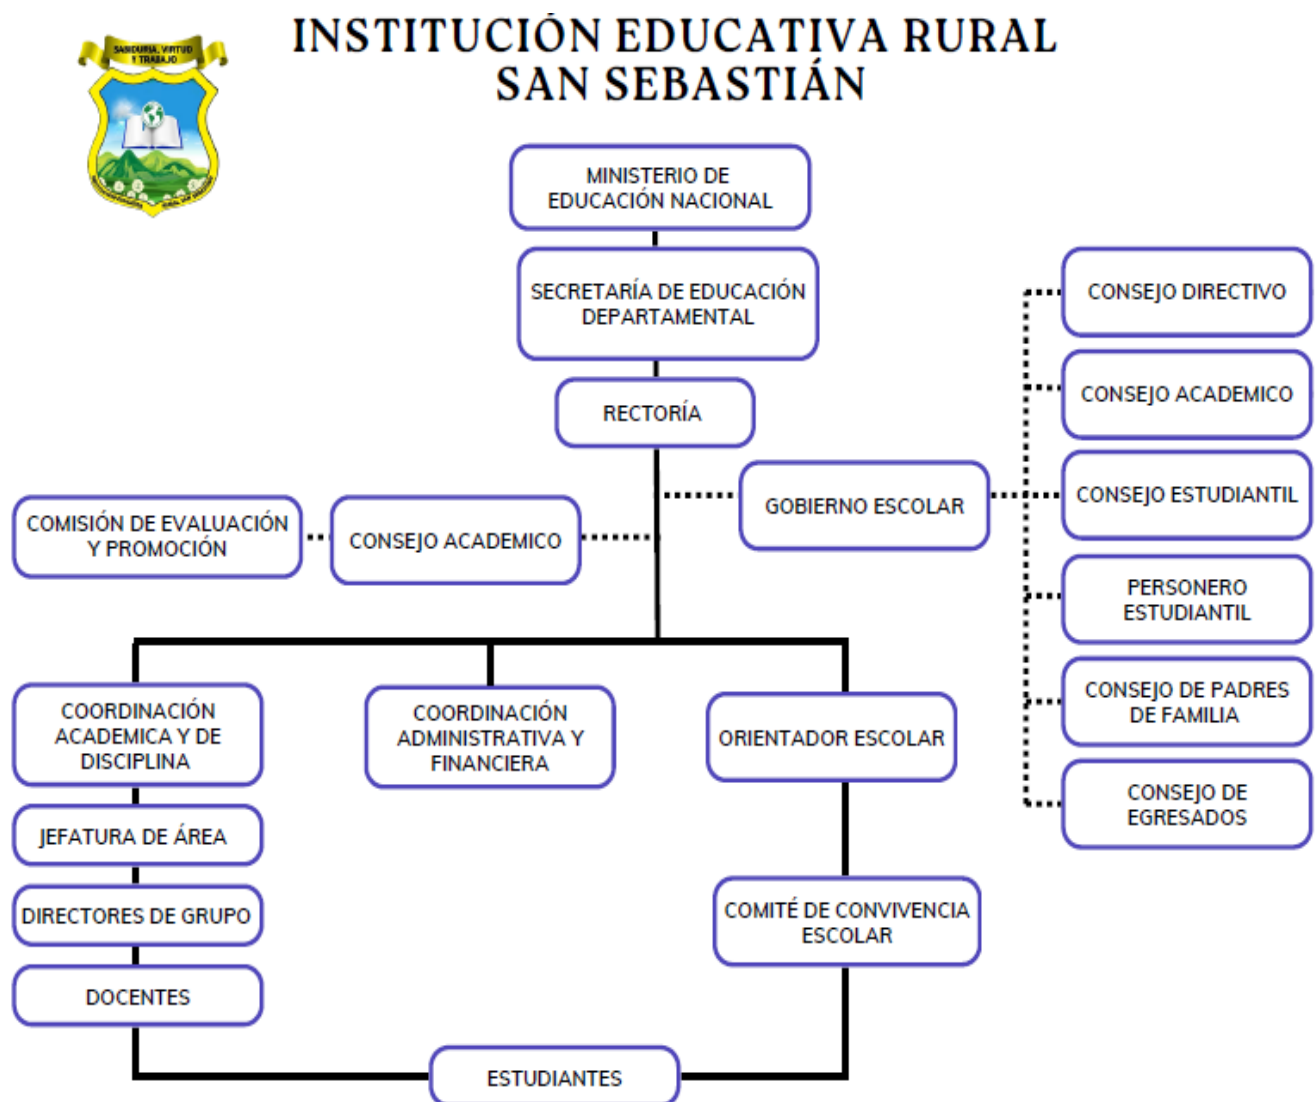 SABIDURIA, VIRTUD
Y TRABAJO
INSTITUCIÓN EDUCATIVA RURAL
SAN SEBASTIÁN
MINISTERIO DE
EDUCACIÓN NACIONAL
SECRETARÍA DE EDUCACIÓN
DEPARTAMENTAL
RECTORÍA
GOBIERNO ESCOLAR
CONSEJO DIRECTIVO
CONSEJO ACADEMICO
CONSEJO ESTUDIANTIL
PERSONERO
ESTUDIANTIL
CONSEJO DE PADRES
DE FAMILIA
CONSEJO DE
EGRESADOS
COMISIÓN DE EVALUACIÓN
Y PROMOCIÓN
CONSEJO ACADEMICO
COORDINACIÓN
ACADEMICA Y DE
DISCIPLINA
COORDINACIÓN
ADMINISTRATIVA Y
FINANCIERA
ORIENTADOR ESCOLAR
JEFATURA DE ÁREA
DIRECTORES DE GRUPO
DOCENTES
COMITÉ DE CONVIVENCIA
ESCOLAR
ESTUDIANTES